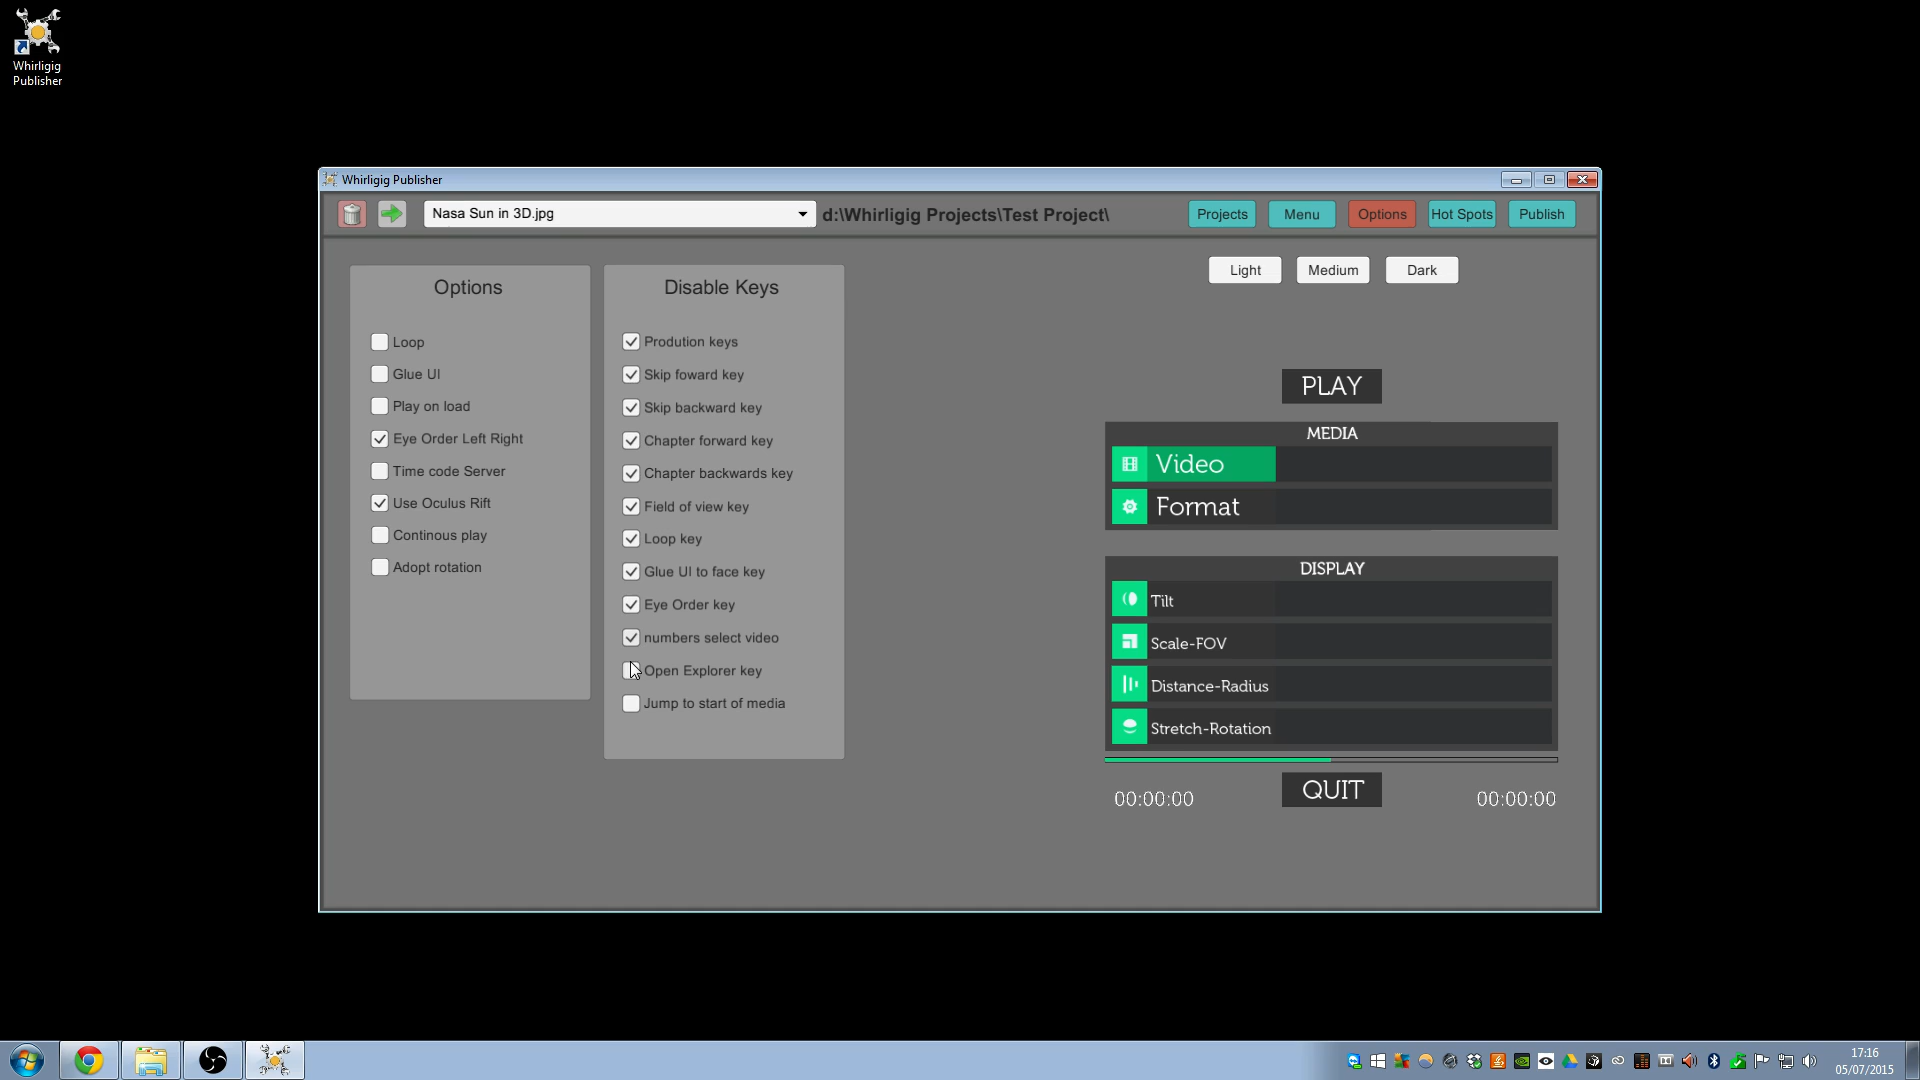 Whirligig
Publisher
Whirligig Publisher
Nasa Sun in 3D.jpg
d:\Whirligig Projects\Test Project\
Projects
Menu
Options
Hot Spots
Publish
Light
Medium
Dark
Options
Loop
Glue UI
Play on load
Eye Order Left Right
Time code Server
Use Oculus Rift
Continous play
Adopt rotation
Disable Keys
Prodution keys
Skip foward key
Skip backward key
Chapter forward key
Chapter backwards key
Field of view key
Loop key
Glue UI to face key
Eye Order key
numbers select video
Open Explorer key
Jump to start of media
PLAY
MEDIA
Video
Format
DISPLAY
Tilt
Scale-FOV
Distance-Radius
Stretch-Rotation
00:00:00
QUIT
00:00:00
17:16
05/07/2015